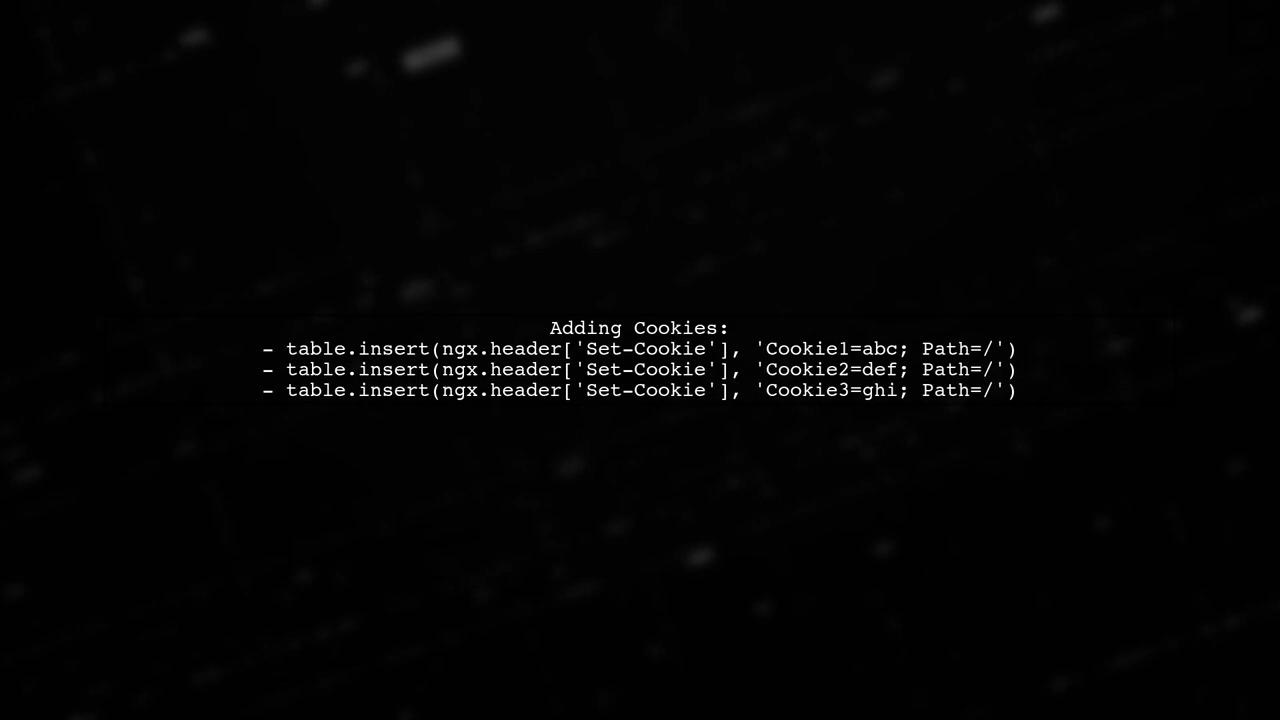 Adding Cookies:
- table.insert(ngx.header['Set-Cookie'], 'Cookie1=abc; Path=/')
- table.insert(ngx.header['Set-Cookie'], 'Cookie2=def; Path=/')
- table.insert(ngx.header['Set-Cookie'], 'Cookie3=ghi; Path=/')